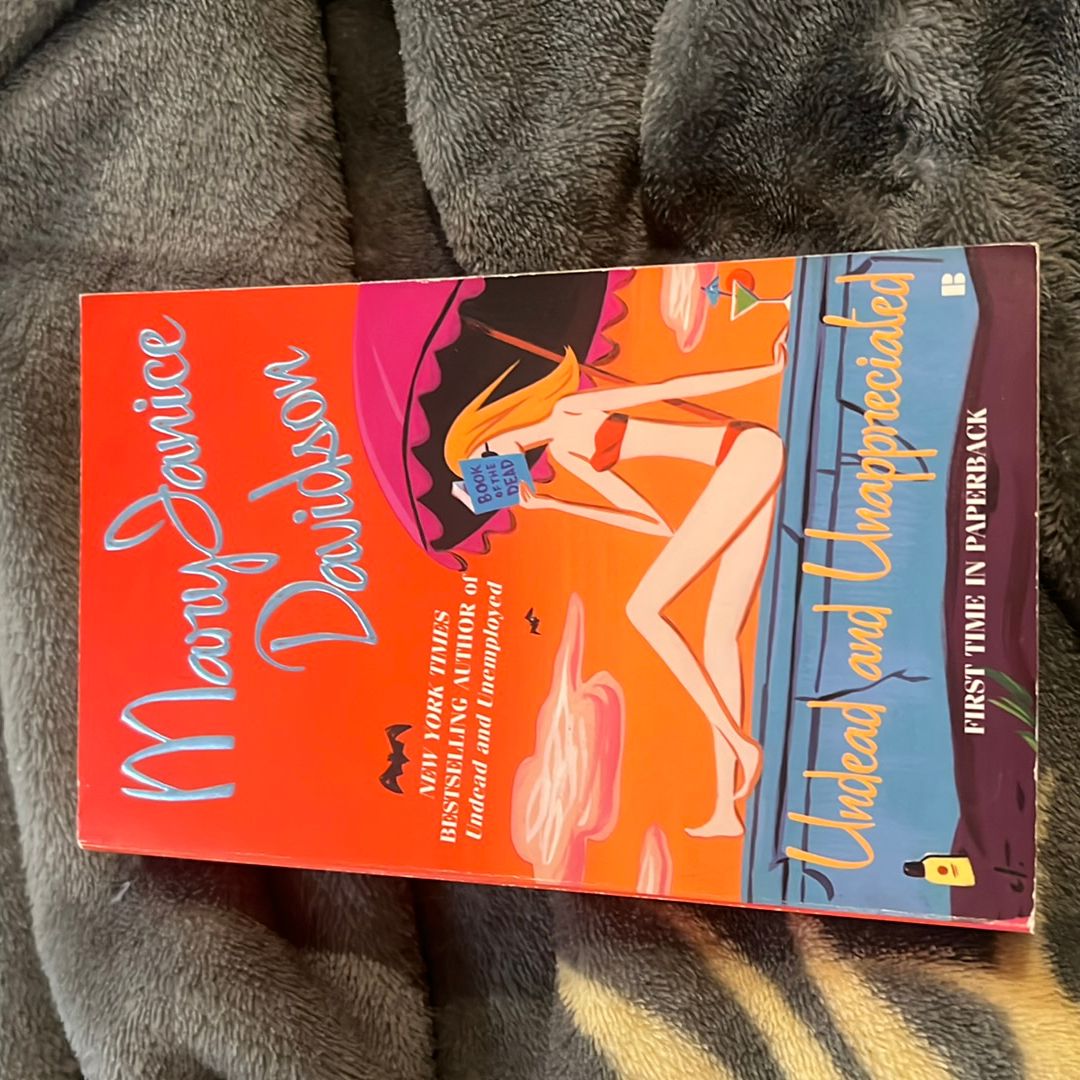 MaryJanice
Davidson
NEW YORK TIMES
BESTSELLING AUTHOR of
Undead and Unemployed
BOOK
OF THE
DEAD
Undead and Unappreciated
B
FIRST TIME IN PAPERBACK